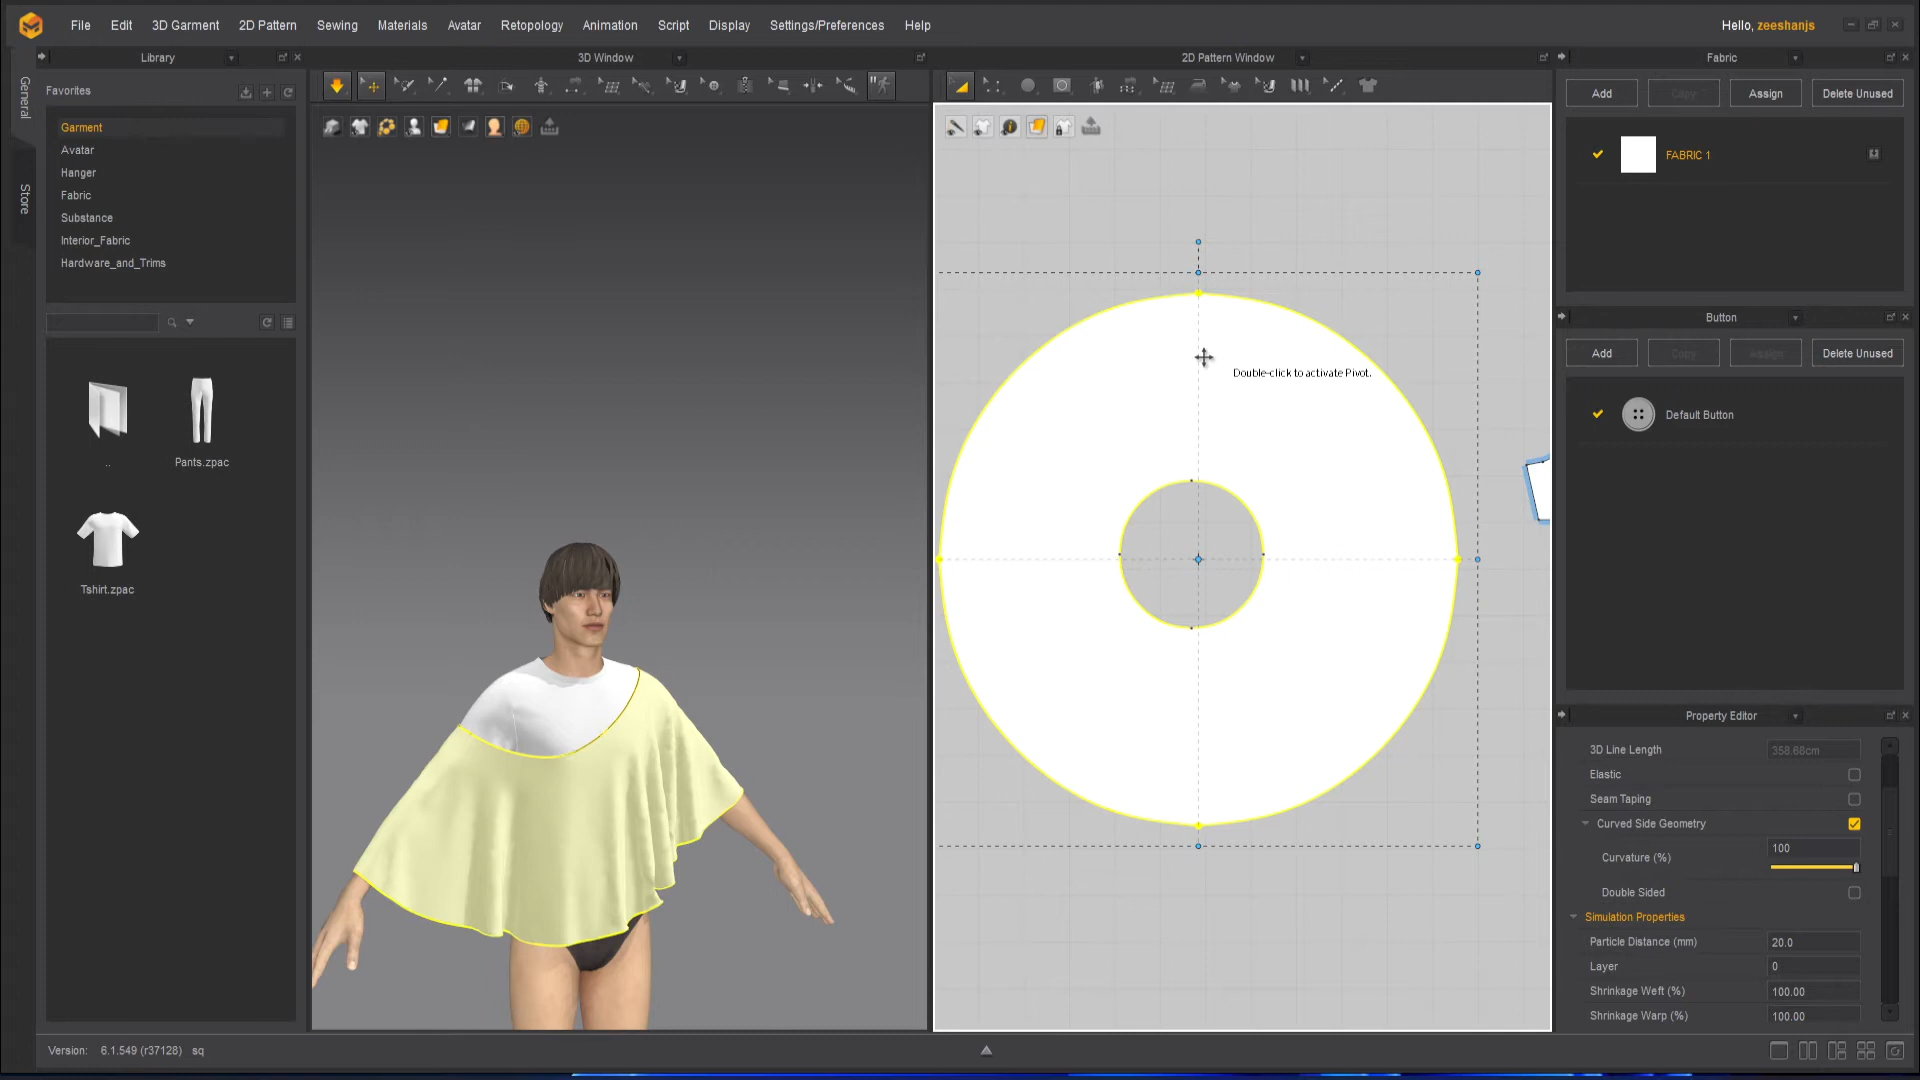 File Edit 3D Garment 2D Pattern Sewing Materials Avatar Retopology Animation Script Display Settings/Preferences Help
Hello, zeeshanjs
Library
3D Window
2D Pattern Window
Fabric
General
Store
Favorites
Garment
Avatar
Hanger
Fabric
Substance
Interior_Fabric
Hardware_and_Trims
..
Pants.zpac
Tshirt.zpac
Double-click to activate Pivot.
Add Copy Assign Delete Unused
FABRIC 1
Button
Add Copy Assign Delete Unused
Default Button
Property Editor
3D Line Length 358.68cm
Elastic
Seam Taping
Curved Side Geometry
Curvature (%) 100
Double Sided
Simulation Properties
Particle Distance (mm) 20.0
Layer 0
Shrinkage Weft (%) 100.00
Shrinkage Warp (%) 100.00
Version: 6.1.549 (r37128) sq